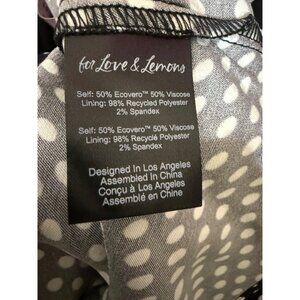 for Love & Lemons
Self: 50% Ecovero™ 50% Viscose
Lining: 98% Recycled Polyester
2% Spandex
Self: 50% Ecovero™ 50% Viscose
Lining: 98% Recycled Polyester
2% Spandex
Designed In Los Angeles
Assembled In China
Conçu à Los Angeles
Assemblé en Chine